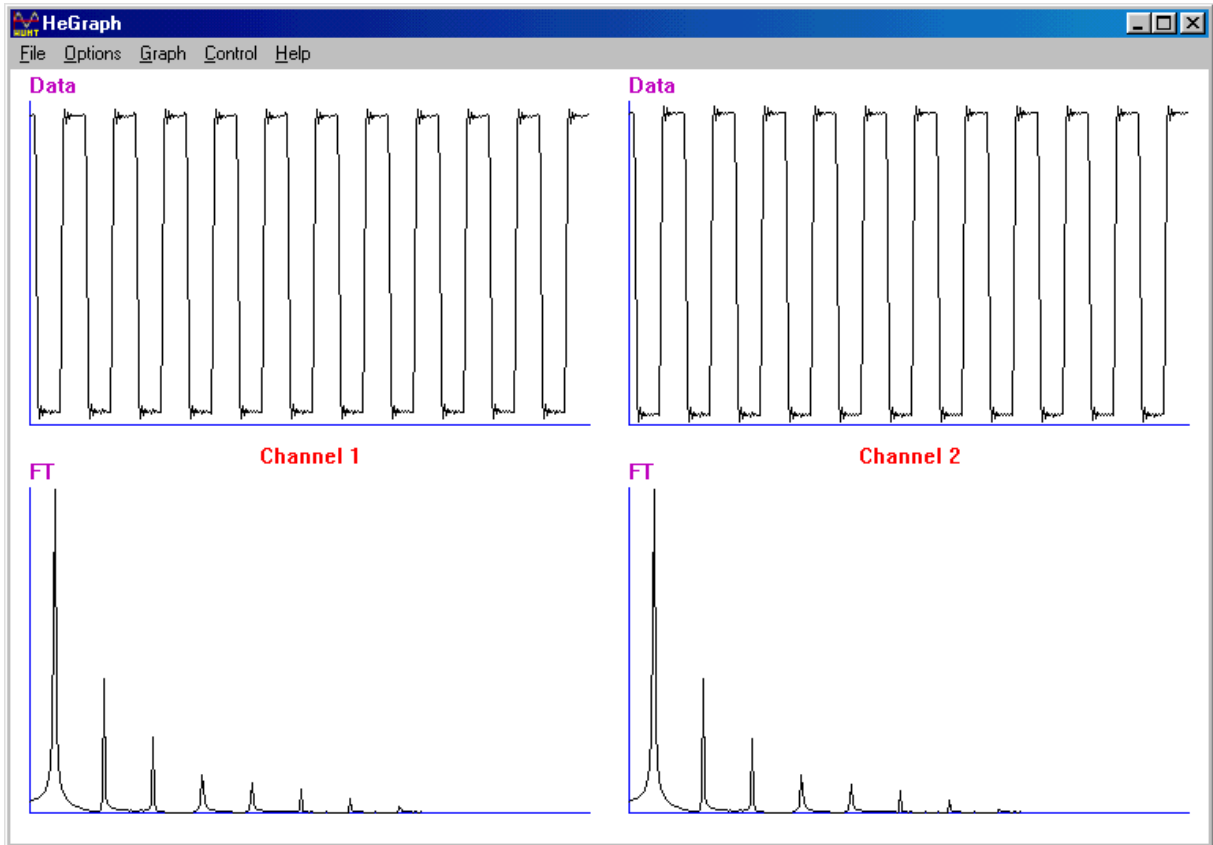 HeGraph
File Options Graph Control Help
Data
Data
Channel 1
Channel 2
FT
FT